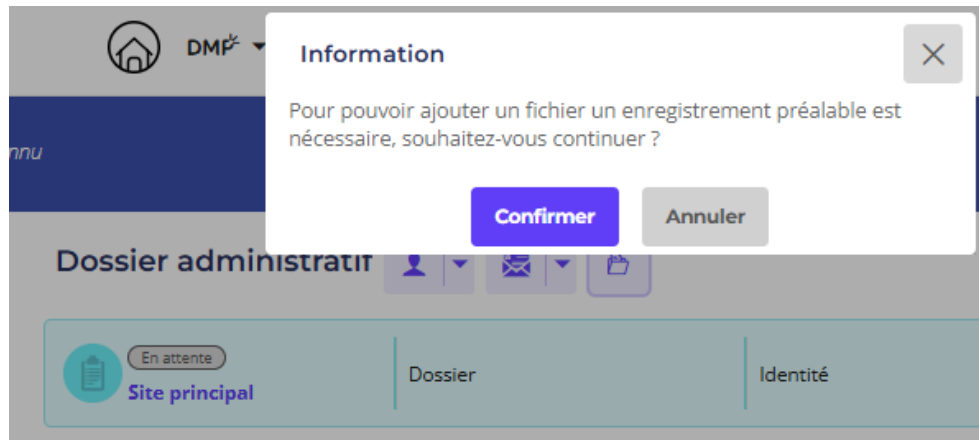 DMP
Information
Pour pouvoir ajouter un fichier un enregistrement préalable est
nécessaire, souhaitez-vous continuer ?
nnu
Confirmer
Annuler
Dossier administratif
En attente
Site principal
Dossier
Identité